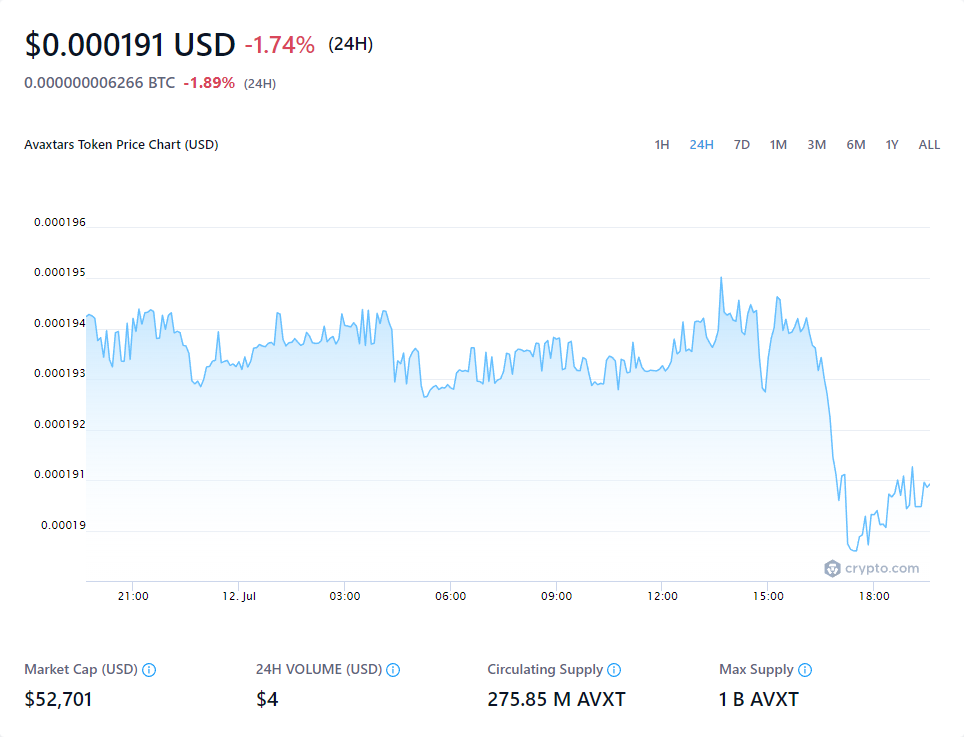 $0.000191 USD -1.74% (24H)
0.000000006266 BTC -1.89% (24H)
Avaxtars Token Price Chart (USD) 1H 24H 7D 1M 3M 6M 1Y ALL
0.000196
0.000195
0.000194
0.000193
0.000192
0.000191
0.00019
crypto.com
21:00 12. Jul 03:00 06:00 09:00 12:00 15:00 18:00
Market Cap (USD) 24H VOLUME (USD) Circulating Supply Max Supply
$52,701 $4 275.85 M AVXT 1 B AVXT